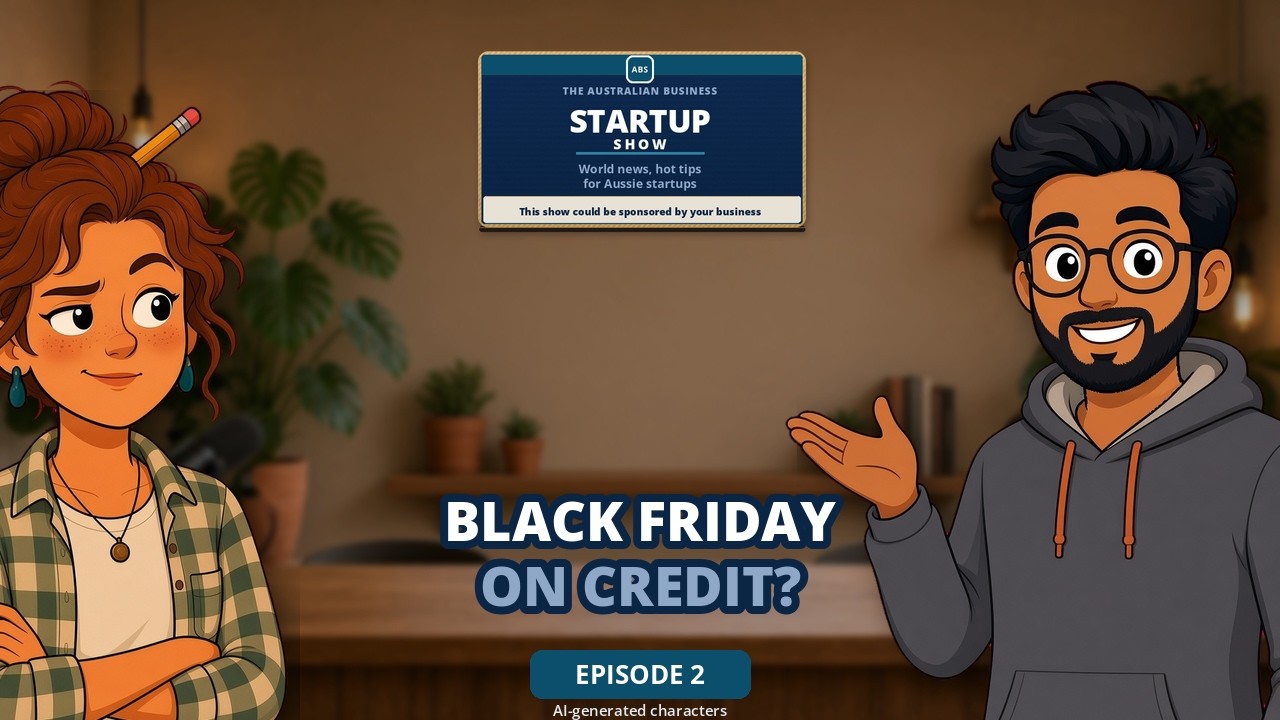 ABS
THE AUSTRALIAN BUSINESS
STARTUP
SHOW
World news, hot tips
for Aussie startups
This show could be sponsored by your business
BLACK FRIDAY
ON CREDIT?
EPISODE 2
AI-generated characters